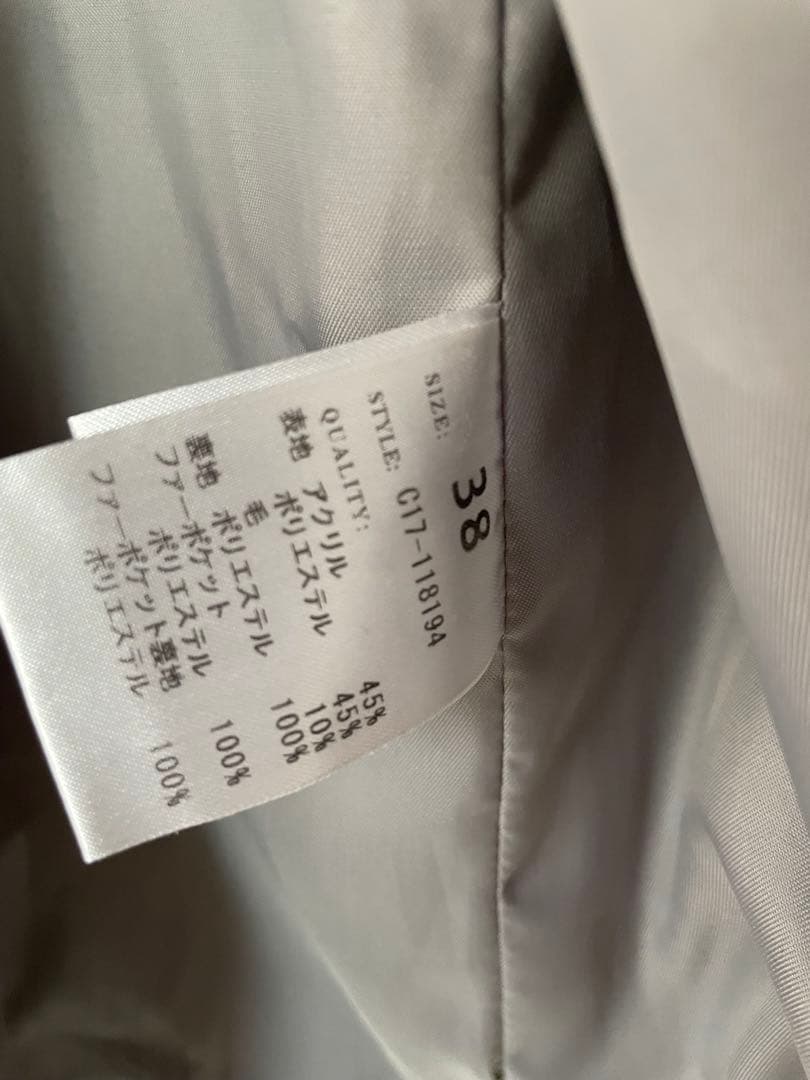 SIZE: 38
STYLE: C17-118194
QUALITY:
表地 アクリル 45%
ポリエステル 45%
毛 10%
裏地 ポリエステル 100%
ファーポケット
ポリエステル 100%
ファーポケット裏地
ポリエステル 100%